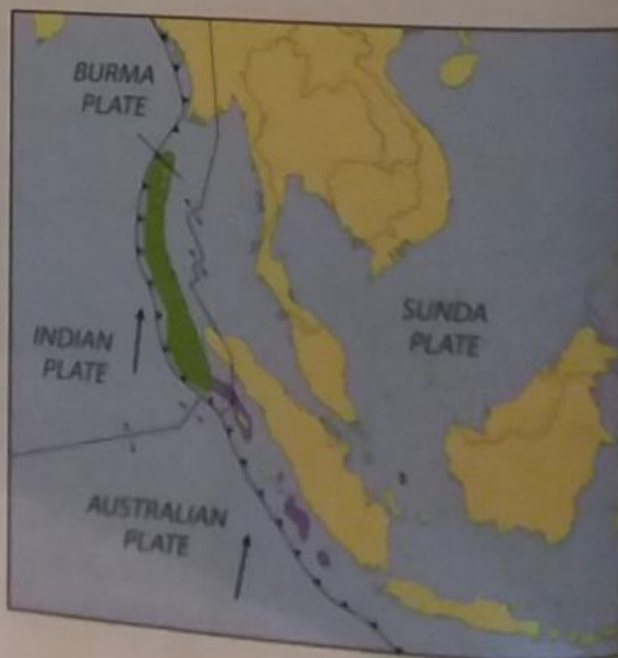 BURMA
PLATE
INDIAN
PLATE
SUNDA
PLATE
AUSTRALIAN
PLATE